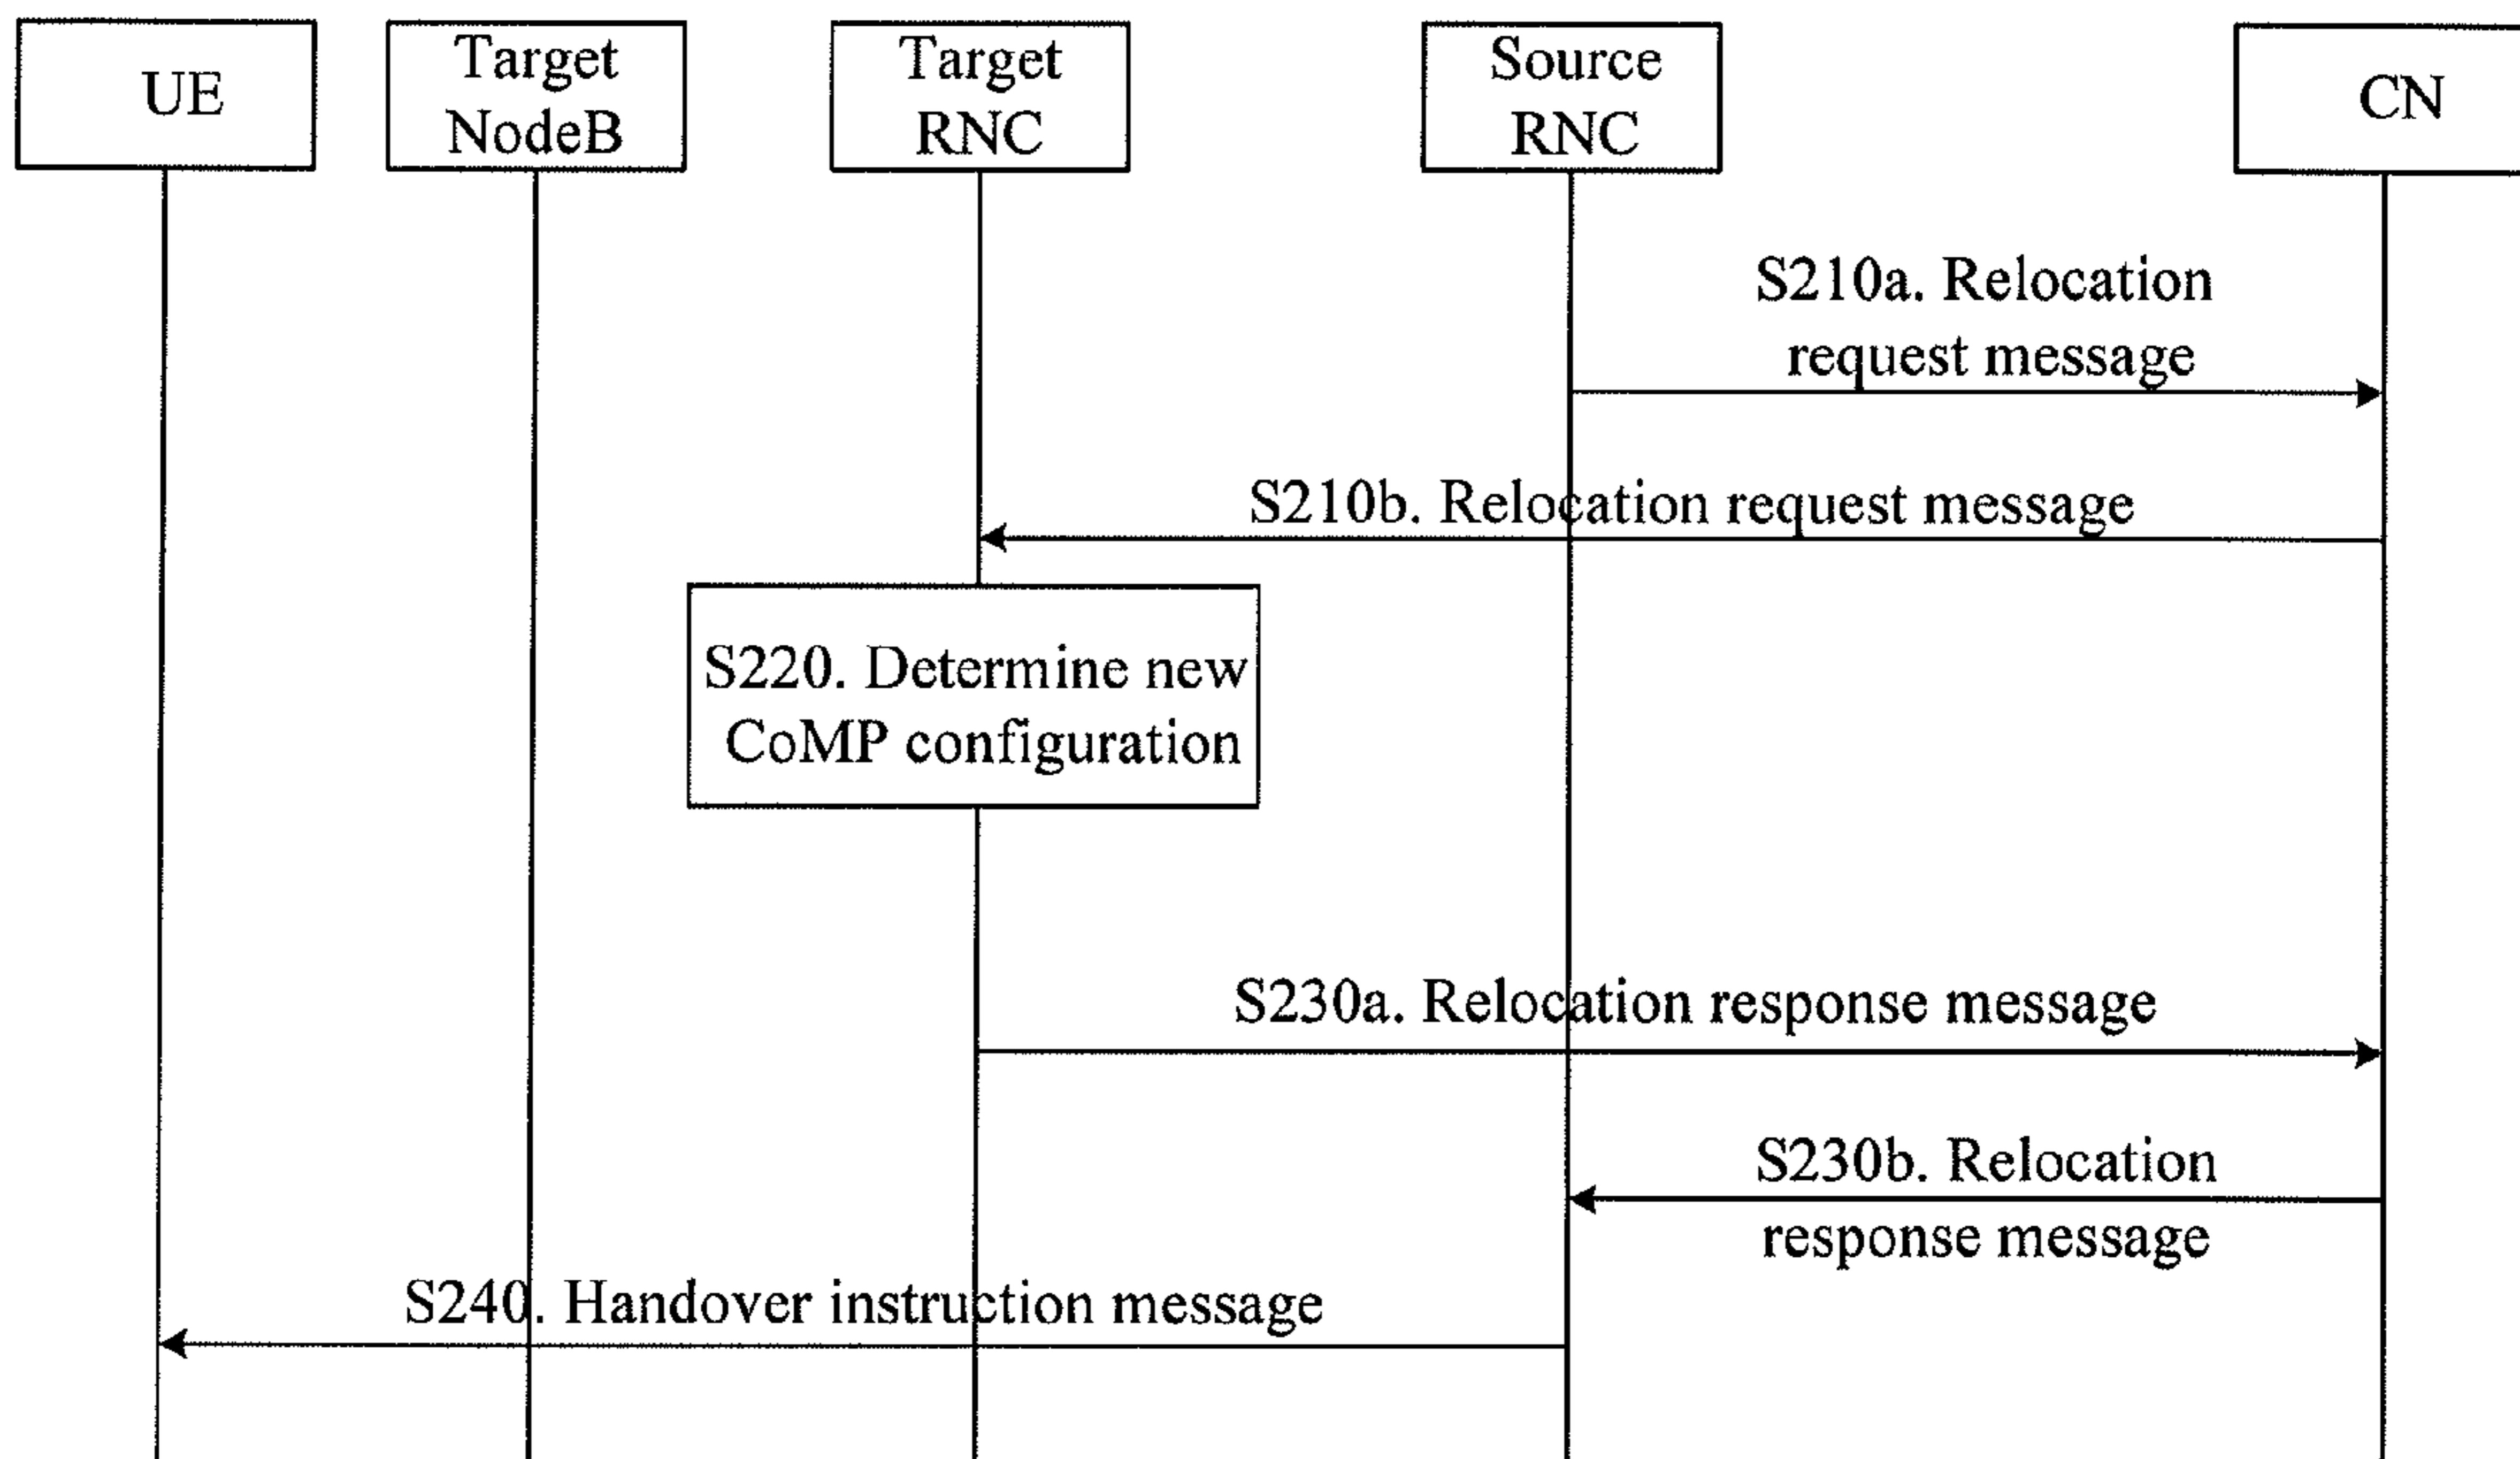 UE
Target
NodeB
Target
RNC
Source
RNC
CN
S210a. Relocation
request message
S210b. Relocation request message
S220. Determine new
CoMP configuration
S230a. Relocation response message
S230b. Relocation
response message
S240. Handover instruction message